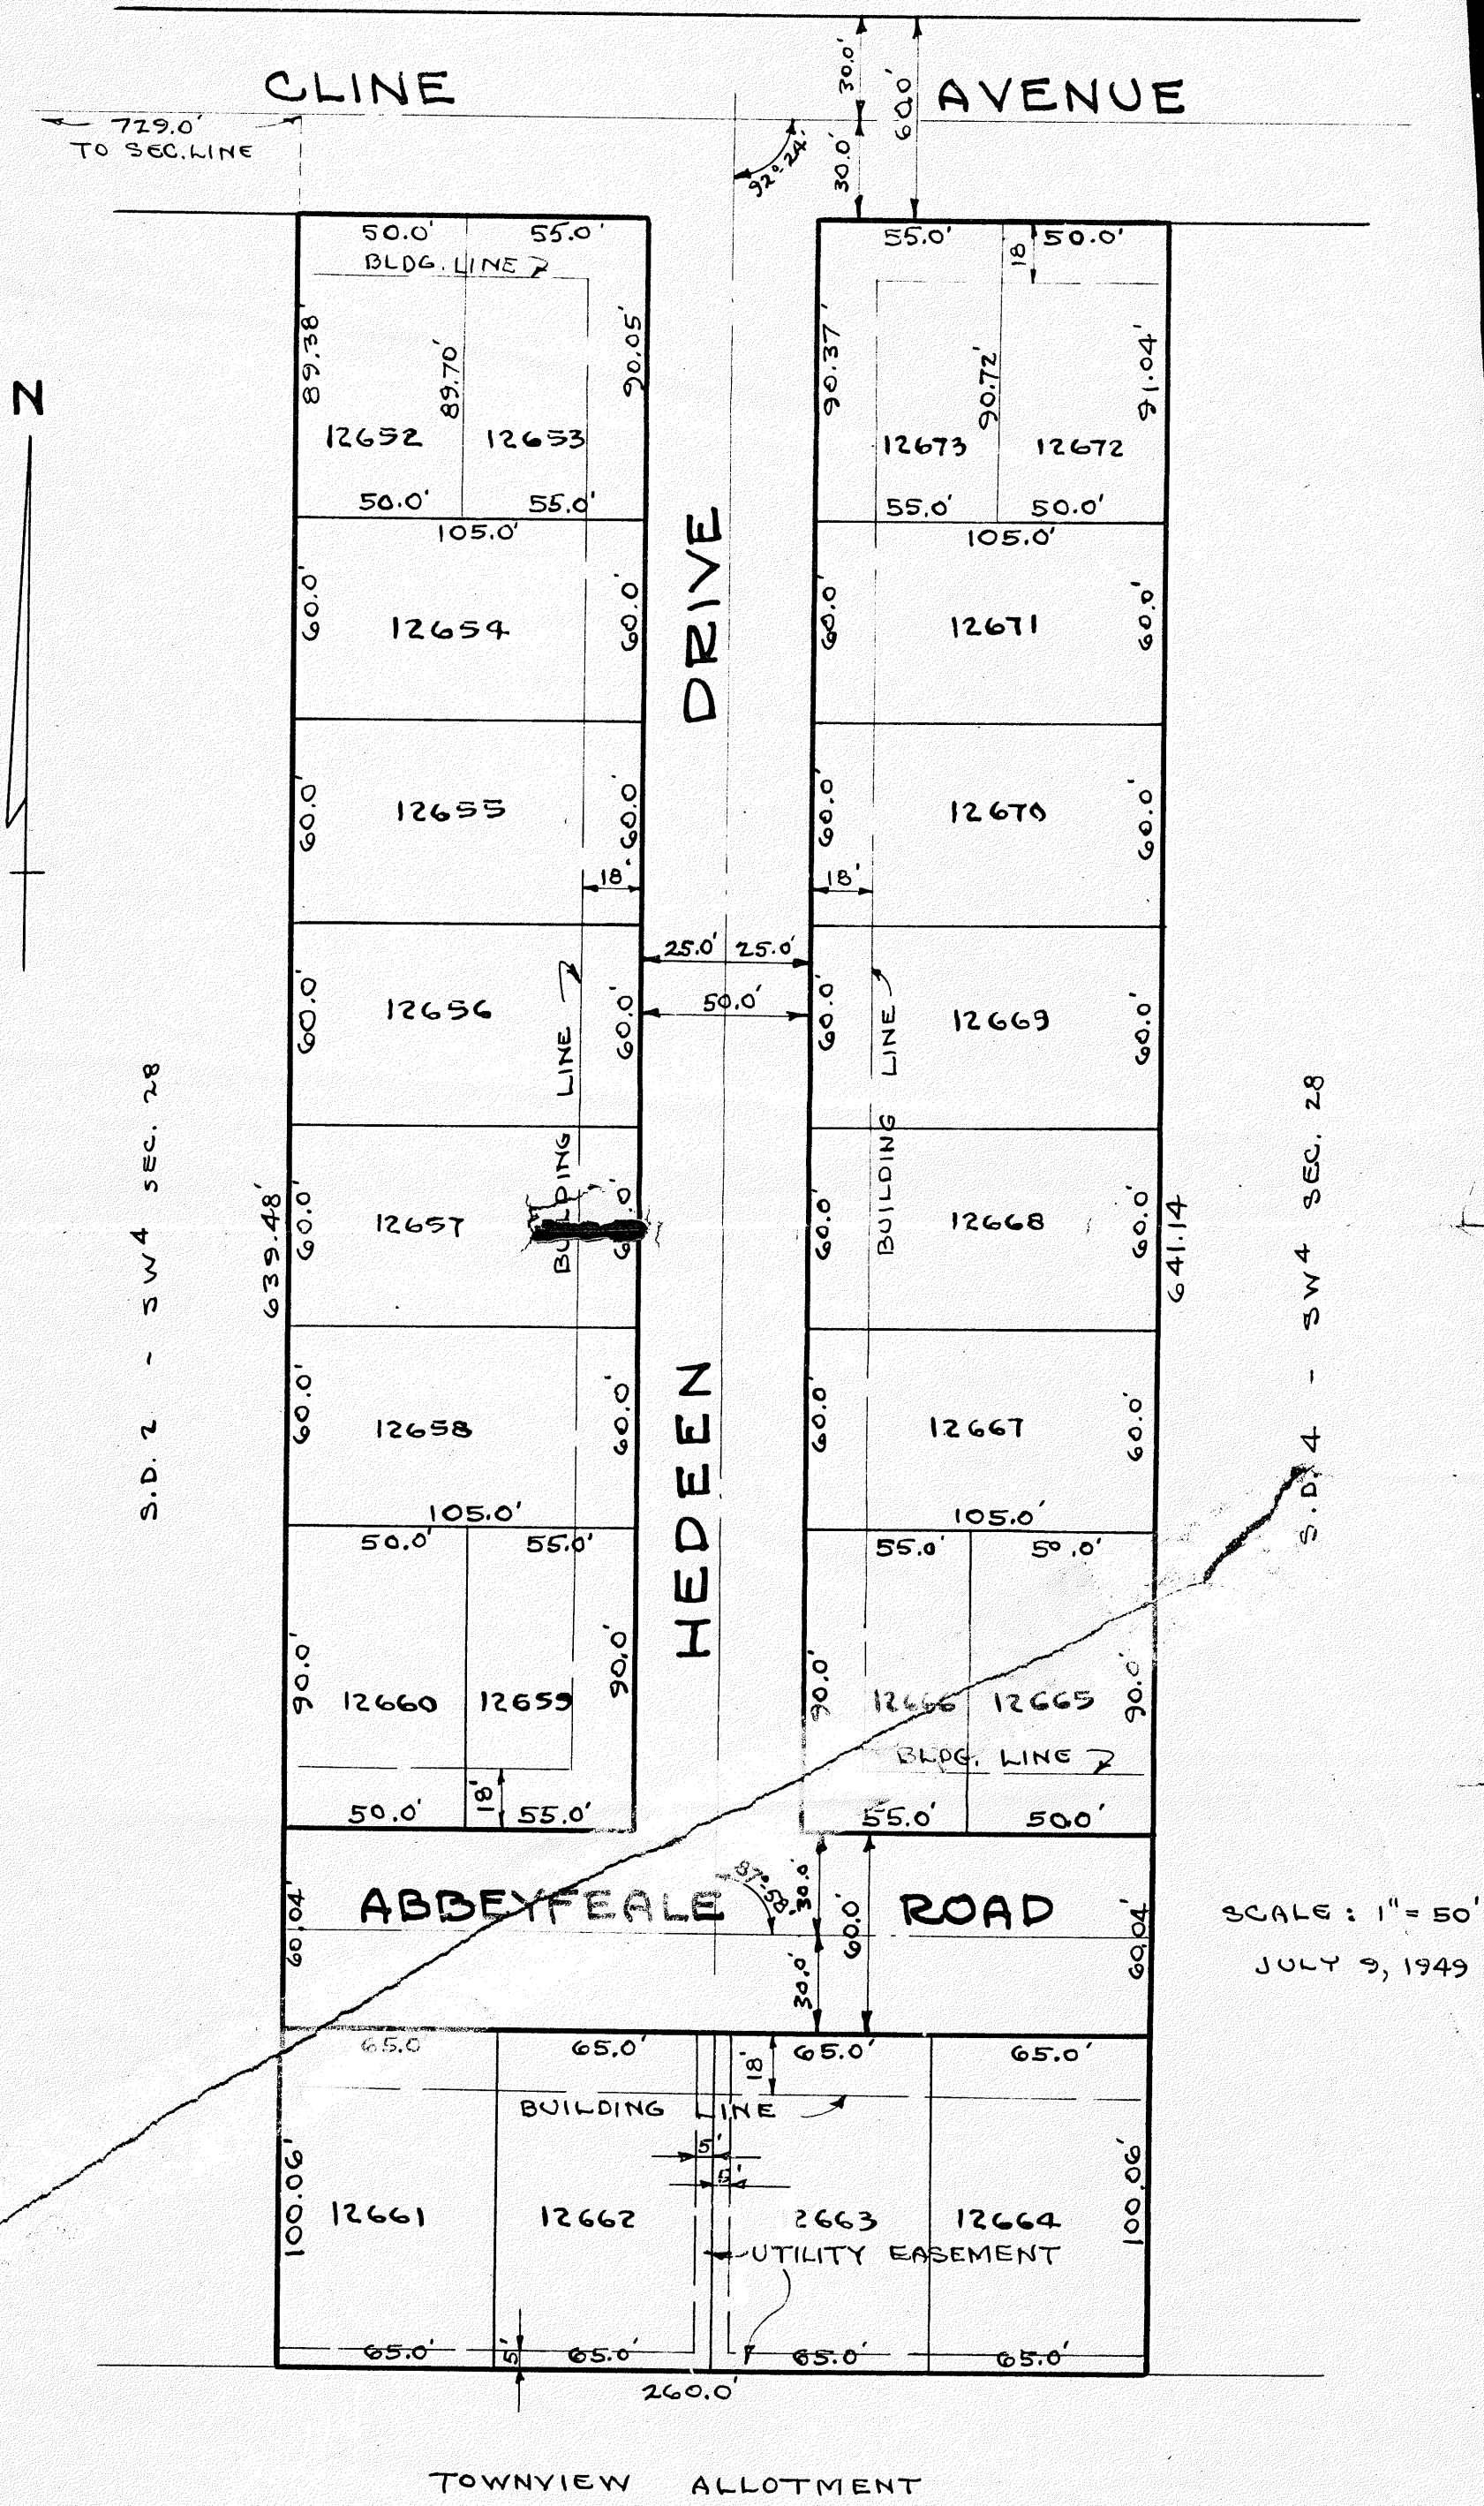 CLINE AVENUE
729.0'
TO SEC. LINE
30.0'
30.0'
60.0'
92° 24'
N
50.0' 55.0'
BLDG. LINE
89.38'
89.70'
90.05'
12652 12653
50.0' 55.0'
55.0' 50.0'
18
90.37'
90.72'
91.04'
12673 12672
55.0' 50.0'
105.0'
60.0' 12654 60.0'
105.0'
60.0' 12671 60.0'
60.0' 12655 60.0'
18'
60.0' 12670 60.0'
18'
25.0' 25.0'
50.0'
60.0' 12656 60.0'
60.0' 12669 60.0'
BUILDING LINE
BUILDING LINE
60.0' 12657
60.0' 12668 60.0'
639.48'
641.14
S.D. 2 - SW4 SEC. 28
S.D. 4 - SW4 SEC. 28
HEDEEN DRIVE
60.0' 12658 60.0'
105.0'
60.0' 12667 60.0'
105.0'
50.0' 55.0'
90.0' 12660 12659 90.0'
18'
50.0' 55.0'
55.0' 50.0'
90.0' 12666 12665 90.0'
BLDG. LINE
55.0' 50.0'
ABBEYFEALE ROAD
60.04'
87°-58'
30.0'
30.0'
60.0'
60.04'
SCALE: 1" = 50'
JULY 9, 1949
65.0 65.0' 65.0' 65.0'
18'
BUILDING LINE
5'
5'
100.06' 12661 12662 2663 12664 100.06'
UTILITY EASEMENT
65.0' 5' 65.0' 65.0' 65.0'
260.0'
TOWNVIEW ALLOTMENT